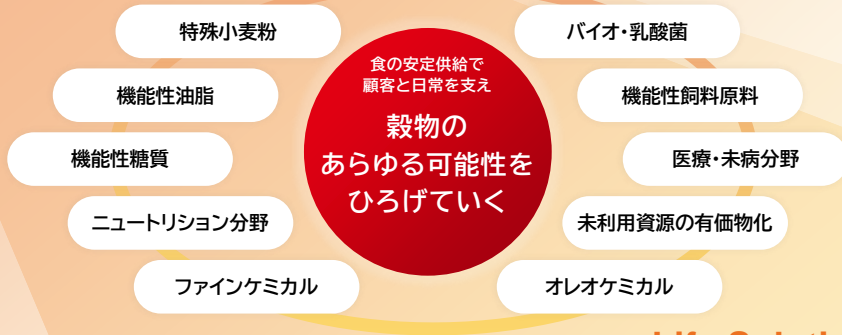 特殊小麦粉
機能性油脂
機能性糖質
ニュートリション分野
ファインケミカル
食の安定供給で
顧客と日常を支え
穀物の
あらゆる可能性を
ひろげていく
バイオ・乳酸菌
機能性飼料原料
医療・未病分野
未利用資源の有価物化
オレオケミカル